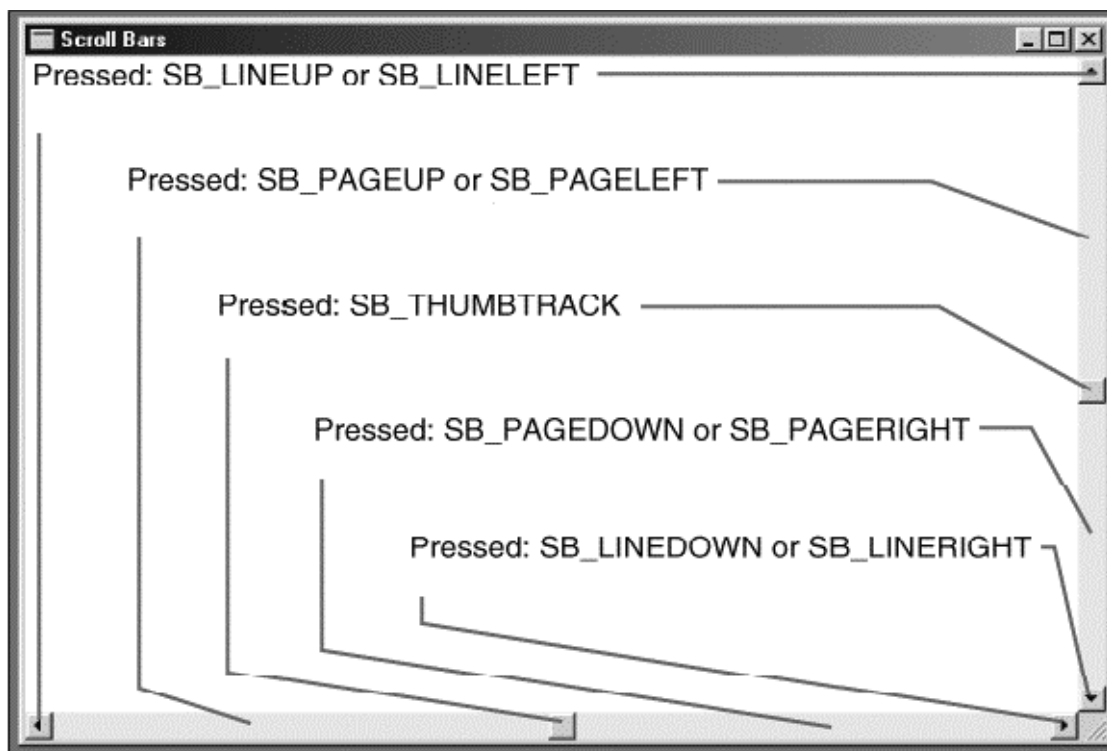 Scroll Bars
Pressed: SB_LINEUP or SB_LINELEFT
Pressed: SB_PAGEUP or SB_PAGELEFT
Pressed: SB_THUMBTRACK
Pressed: SB_PAGEDOWN or SB_PAGERIGHT
Pressed: SB_LINEDOWN or SB_LINERIGHT